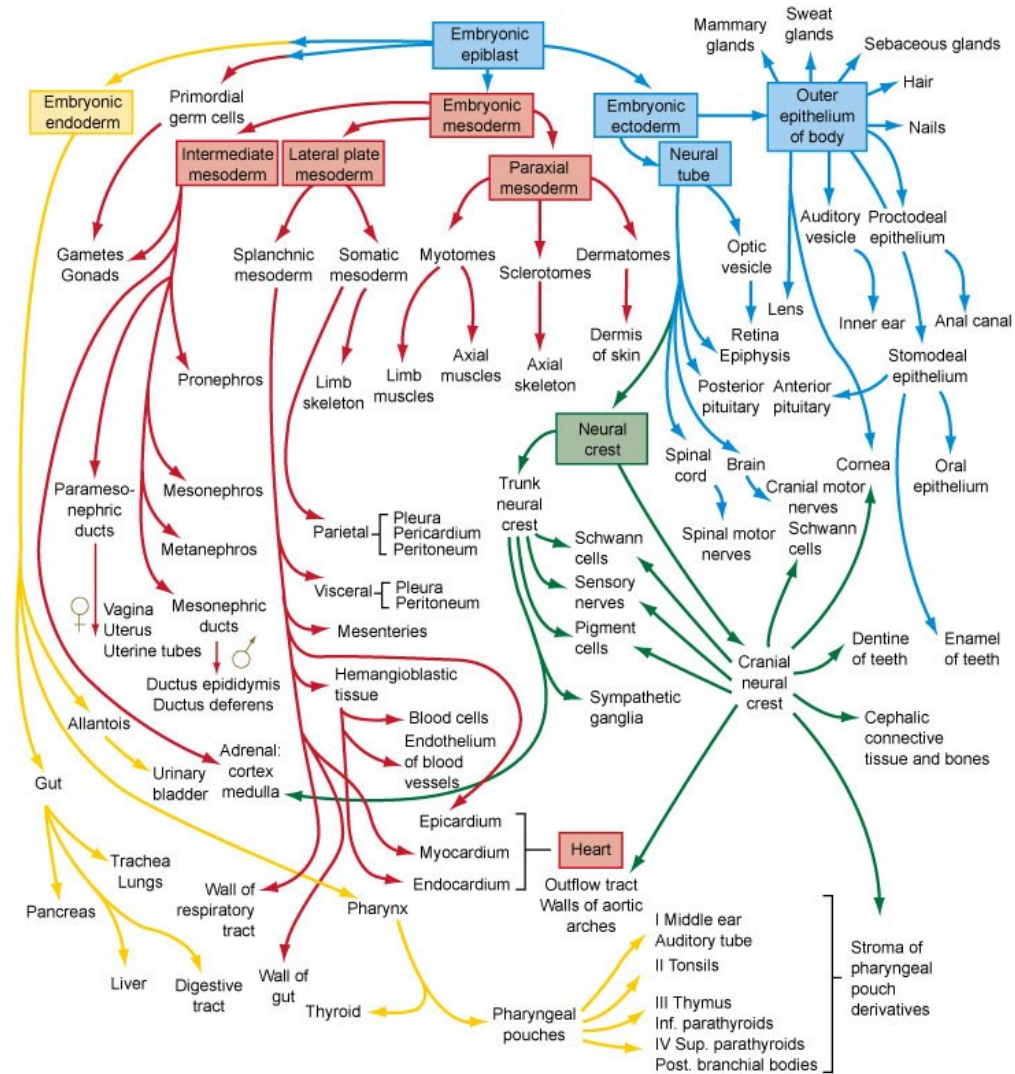 Embryonic
epiblast
Mammary
glands
Sweat
glands
Sebaceous glands
Hair
Nails
Embryonic
endoderm
Primordial
germ cells
Embryonic
mesoderm
Embryonic
ectoderm
Outer
epithelium
of body
Intermediate
mesoderm
Lateral plate
mesoderm
Paraxial
mesoderm
Neural
tube
Gametes
Gonads
Splanchnic
mesoderm
Somatic
mesoderm
Myotomes
Sclerotomes
Dermatomes
Optic
vesicle
Auditory
vesicle
Proctodeal
epithelium
Lens
Inner ear
Anal canal
Pronephros
Limb
skeleton
Limb
muscles
Axial
muscles
Axial
skeleton
Dermis
of skin
Retina
Epiphysis
Posterior
pituitary
Anterior
pituitary
Stomodeal
epithelium
Neural
crest
Spinal
cord
Brain
Cornea
Oral
epithelium
Parameso-
nephric
ducts
Mesonephros
Metanephros
Trunk
neural
crest
Cranial motor
nerves
Schwann
cells
Spinal motor
nerves
Parietal
Pleura
Pericardium
Peritoneum
Visceral
Pleura
Peritoneum
Mesenteries
Schwann
cells
Sensory
nerves
Pigment
cells
♀
Vagina
Uterus
Uterine tubes
Mesonephric
ducts
♂
Ductus epididymis
Ductus deferens
Hemangioblastic
tissue
Blood cells
Endothelium
of blood
vessels
Sympathetic
ganglia
Cranial
neural
crest
Dentine
of teeth
Enamel
of teeth
Cephalic
connective
tissue and bones
Allantois
Urinary
bladder
Adrenal:
cortex
medulla
Gut
Epicardium
Myocardium
Endocardium
Heart
Outflow tract
Walls of aortic
arches
Trachea
Lungs
Pancreas
Liver
Digestive
tract
Wall of
respiratory
tract
Wall of
gut
Pharynx
Thyroid
Pharyngeal
pouches
I Middle ear
Auditory tube
II Tonsils
III Thymus
Inf. parathyroids
IV Sup. parathyroids
Post. branchial bodies
Stroma of
pharyngeal
pouch
derivatives